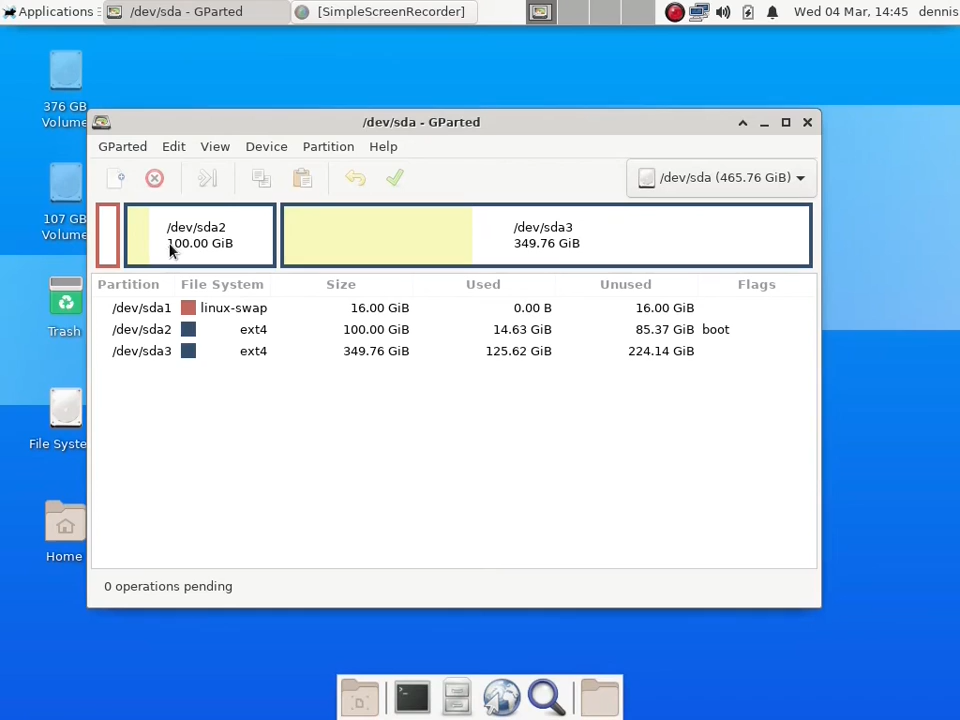 Applications /dev/sda - GParted [SimpleScreenRecorder] Wed 04 Mar, 14:45 dennis
376 GB
Volume
107 GB
Volume
Trash
File Syste
Home
/dev/sda - GParted
GParted Edit View Device Partition Help
/dev/sda (465.76 GiB)
/dev/sda2
100.00 GiB
/dev/sda3
349.76 GiB
Partition File System Size Used Unused Flags
/dev/sda1 linux-swap 16.00 GiB 0.00 B 16.00 GiB
/dev/sda2 ext4 100.00 GiB 14.63 GiB 85.37 GiB boot
/dev/sda3 ext4 349.76 GiB 125.62 GiB 224.14 GiB
0 operations pending